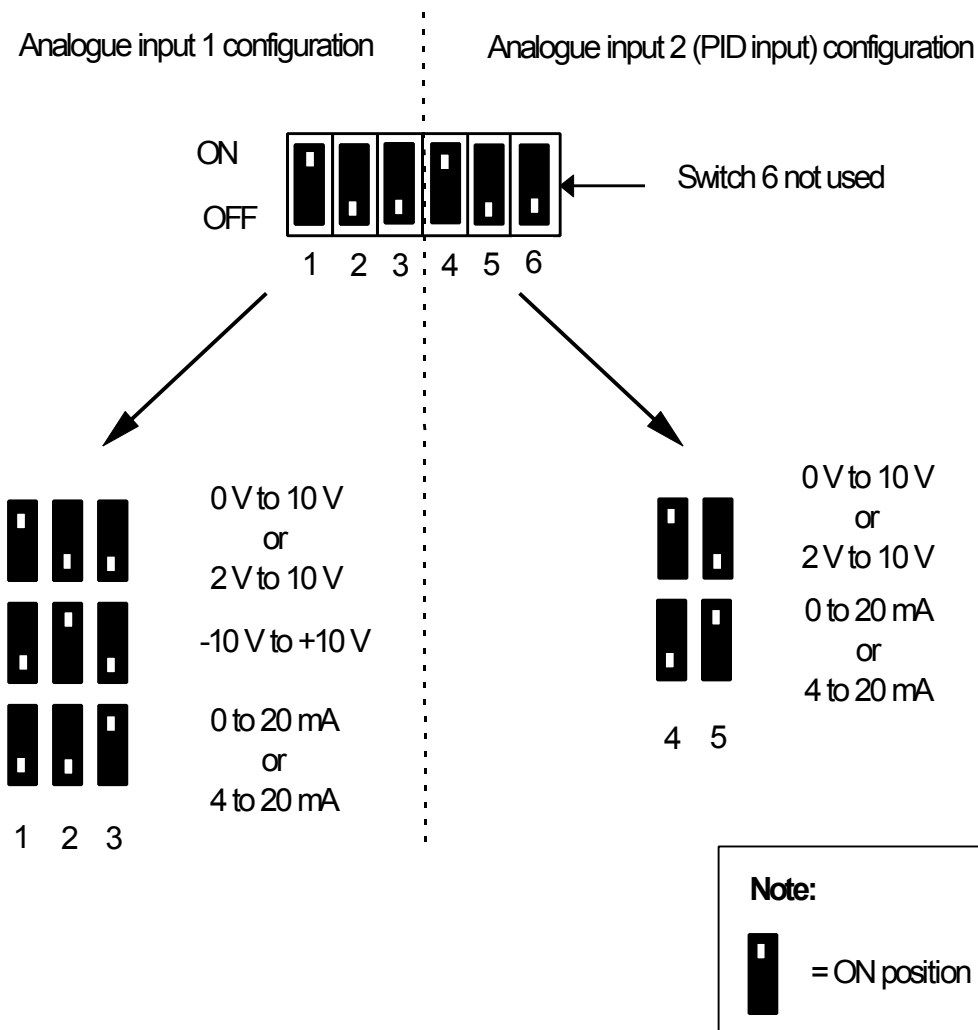 Analogue input 1 configuration
Analogue input 2 (PID input) configuration
ON
OFF
Switch 6 not used
1 2 3 4 5 6
0 V to 10 V
or
2 V to 10 V
-10 V to +10 V
0 to 20 mA
or
4 to 20 mA
1 2 3
0 V to 10 V
or
2 V to 10 V
0 to 20 mA
or
4 to 20 mA
4 5
Note:
= ON position